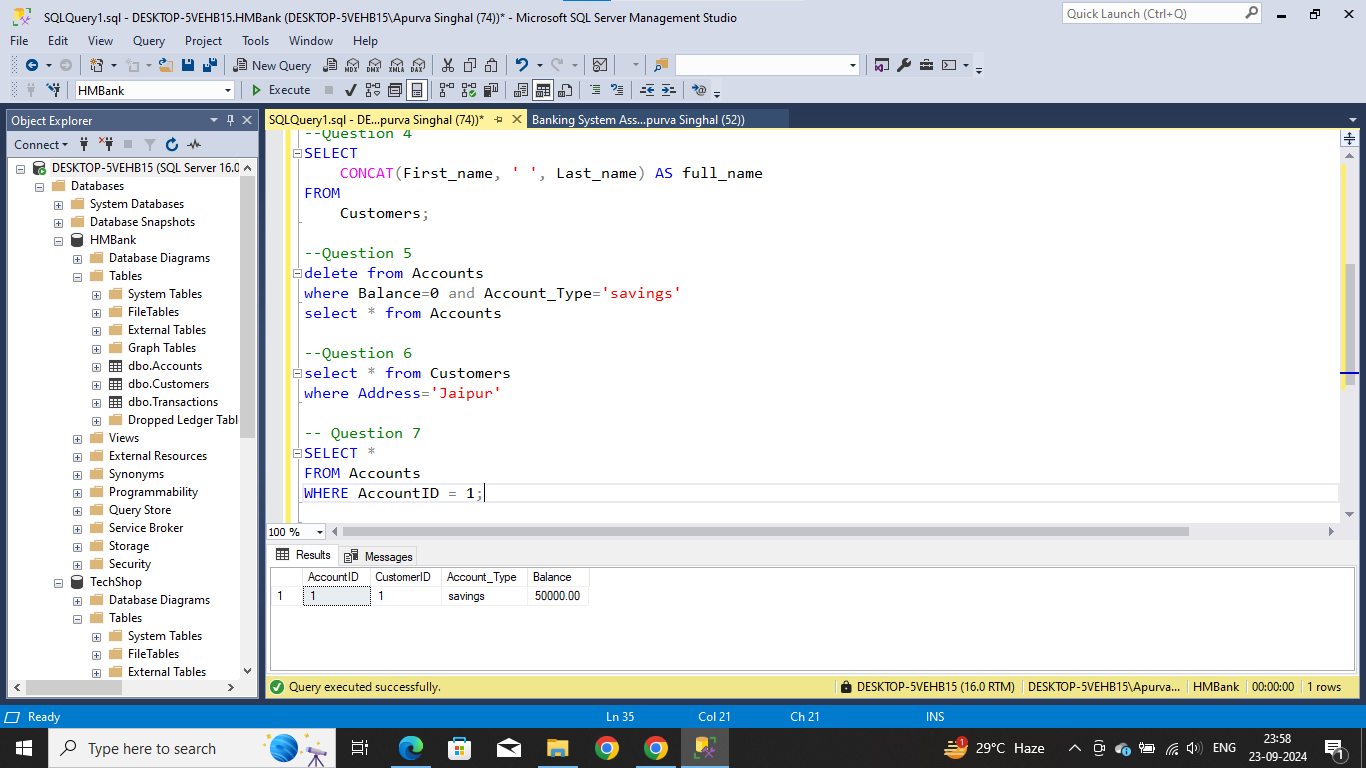 SQLQuery1.sql - DESKTOP-5VEHB15.HMBank (DESKTOP-5VEHB15\Apurva Singhal (74))* - Microsoft SQL Server Management Studio
Quick Launch (Ctrl+Q)
File Edit View Query Project Tools Window Help
New Query MDX DMX XMLA DAX
HMBank Execute
Object Explorer
SQLQuery1.sql - DE...purva Singhal (74))* Banking System Ass...purva Singhal (52))
Connect
DESKTOP-5VEHB15 (SQL Server 16.0
Databases
System Databases
Database Snapshots
HMBank
Database Diagrams
Tables
System Tables
FileTables
External Tables
Graph Tables
dbo.Accounts
dbo.Customers
dbo.Transactions
Dropped Ledger Tabl
Views
External Resources
Synonyms
Programmability
Query Store
Service Broker
Storage
Security
TechShop
Database Diagrams
Tables
System Tables
FileTables
External Tables
--Question 4
SELECT
CONCAT(First_name, ' ', Last_name) AS full_name
FROM
Customers;
--Question 5
delete from Accounts
where Balance=0 and Account_Type='savings'
select * from Accounts
--Question 6
select * from Customers
where Address='Jaipur'
-- Question 7
SELECT *
FROM Accounts
WHERE AccountID = 1;
100 %
Results Messages
AccountID CustomerID Account_Type Balance
1 1 1 savings 50000.00
Query executed successfully. DESKTOP-5VEHB15 (16.0 RTM) DESKTOP-5VEHB15\Apurva... HMBank 00:00:00 1 rows
Ready Ln 35 Col 21 Ch 21 INS
Type here to search 1 29°C Haze ENG 23:58
23-09-2024 1